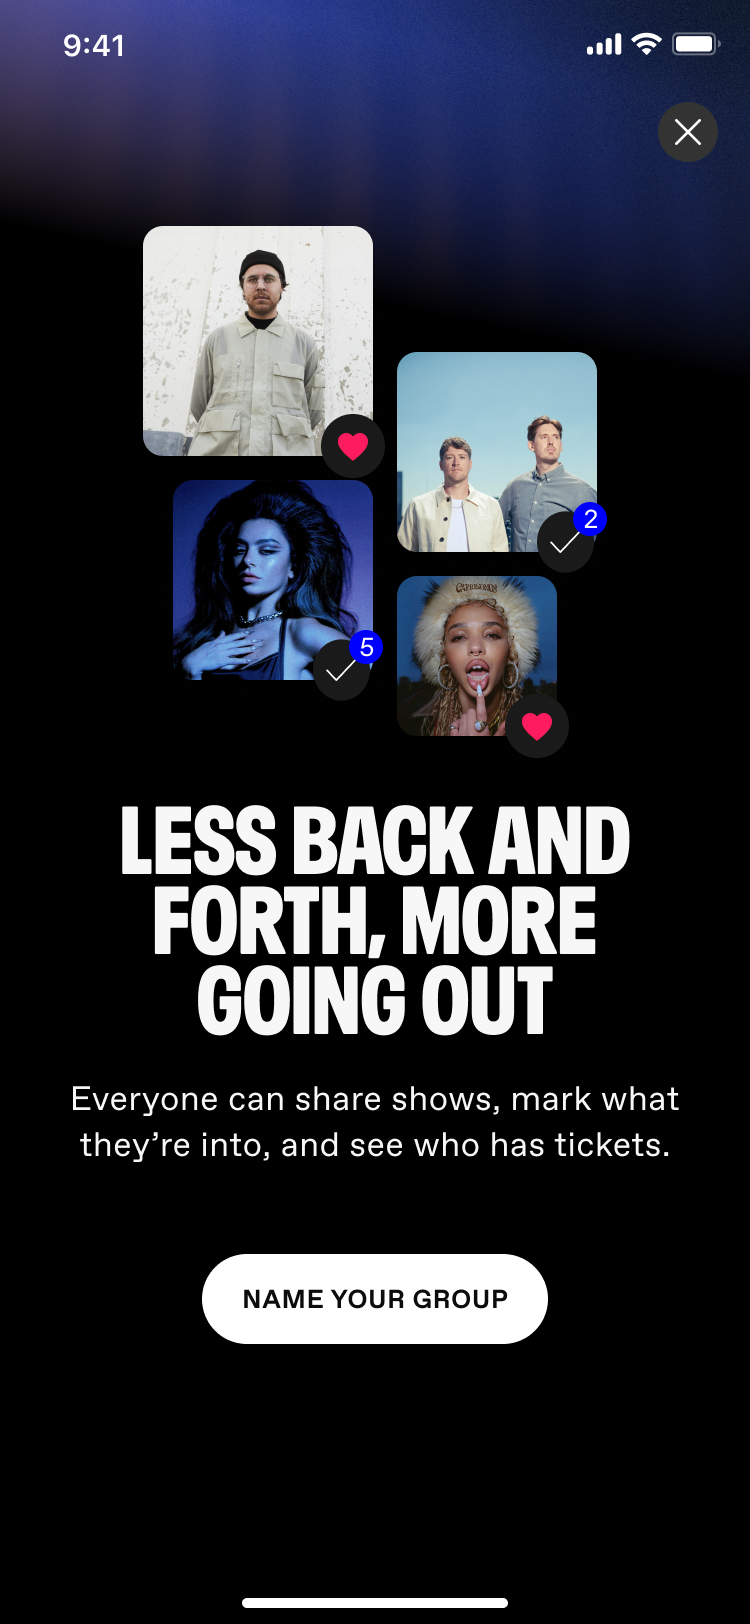 9:41
2
5
LESS BACK AND
FORTH, MORE
GOING OUT
Everyone can share shows, mark what
they’re into, and see who has tickets.
NAME YOUR GROUP